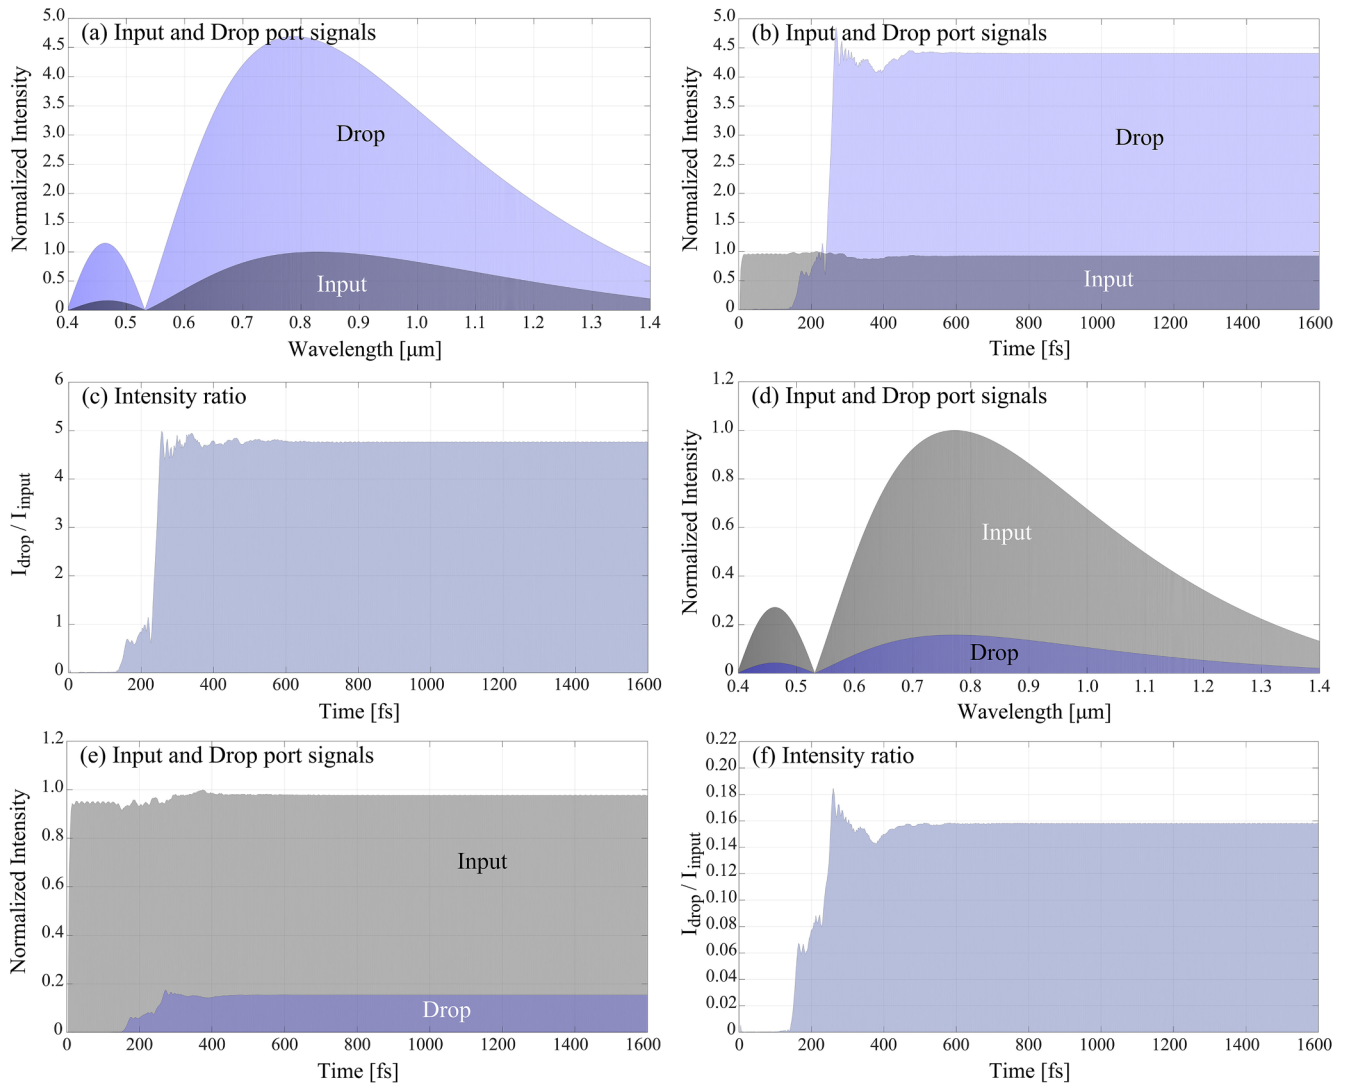 (a) Input and Drop port signals
Normalized Intensity
5.0
4.5
4.0
3.5
3.0
2.5
2.0
1.5
1.0
0.5
0
Drop
Input
0.4 0.5 0.6 0.7 0.8 0.9 1.0 1.1 1.2 1.3 1.4
Wavelength [μm]
(b) Input and Drop port signals
Normalized Intensity
5.0
4.5
4.0
3.5
3.0
2.5
2.0
1.5
1.0
0.5
0
Drop
Input
0 200 400 600 800 1000 1200 1400 1600
Time [fs]
(c) Intensity ratio
I_drop / I_input
6
5
4
3
2
1
0
0 200 400 600 800 1000 1200 1400 1600
Time [fs]
(d) Input and Drop port signals
Normalized Intensity
1.2
1.0
0.8
0.6
0.4
0.2
0
Input
Drop
0.4 0.5 0.6 0.7 0.8 0.9 1.0 1.1 1.2 1.3 1.4
Wavelength [μm]
(e) Input and Drop port signals
Normalized Intensity
1.2
1.0
0.8
0.6
0.4
0.2
0
Input
Drop
0 200 400 600 800 1000 1200 1400 1600
Time [fs]
(f) Intensity ratio
I_drop / I_input
0.22
0.20
0.18
0.16
0.14
0.12
0.10
0.08
0.06
0.04
0.02
0
0 200 400 600 800 1000 1200 1400 1600
Time [fs]